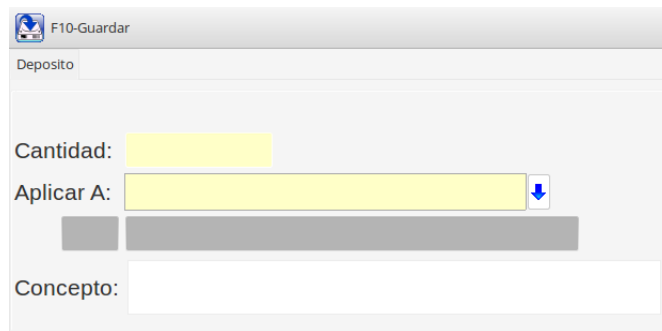 F10-Guardar
Deposito
Cantidad:
Aplicar A:
Concepto: